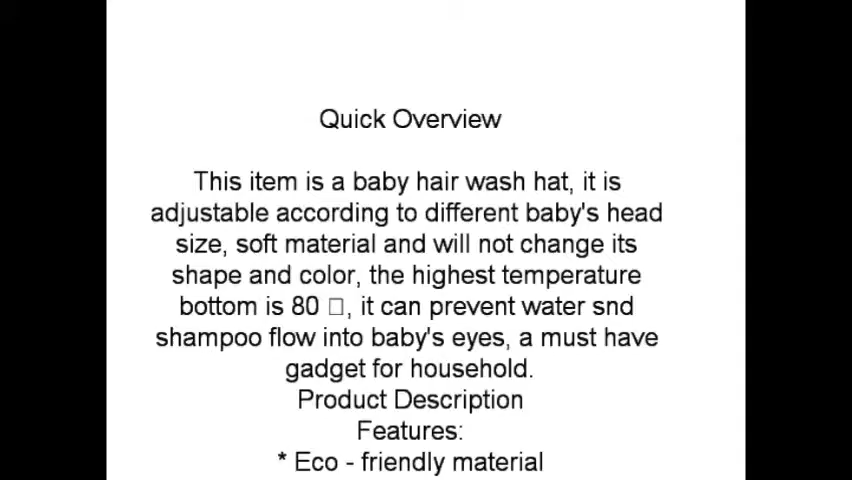 Quick Overview
This item is a baby hair wash hat, it is
adjustable according to different baby's head
size, soft material and will not change its
shape and color, the highest temperature
bottom is 80 □, it can prevent water snd
shampoo flow into baby's eyes, a must have
gadget for household.
Product Description
Features:
* Eco - friendly material